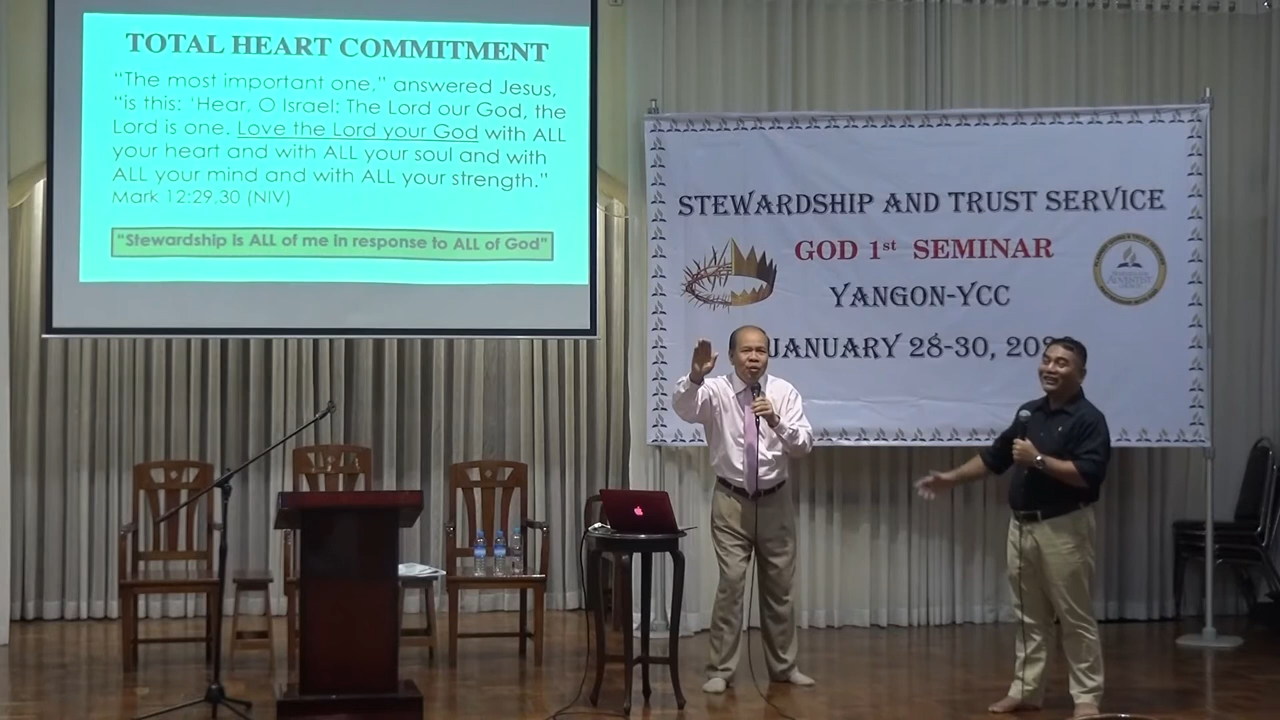 TOTAL HEART COMMITMENT
“The most important one,” answered Jesus,
“is this: ‘Hear, O Israel: The Lord our God, the
Lord is one. Love the Lord your God with ALL
your heart and with ALL your soul and with
ALL your mind and with ALL your strength.”
Mark 12:29,30 (NIV)
“Stewardship is ALL of me in response to ALL of God”
STEWARDSHIP AND TRUST SERVICE
GOD 1st SEMINAR
YANGON-YCC
JANUARY 28-30,
ADVENTIST